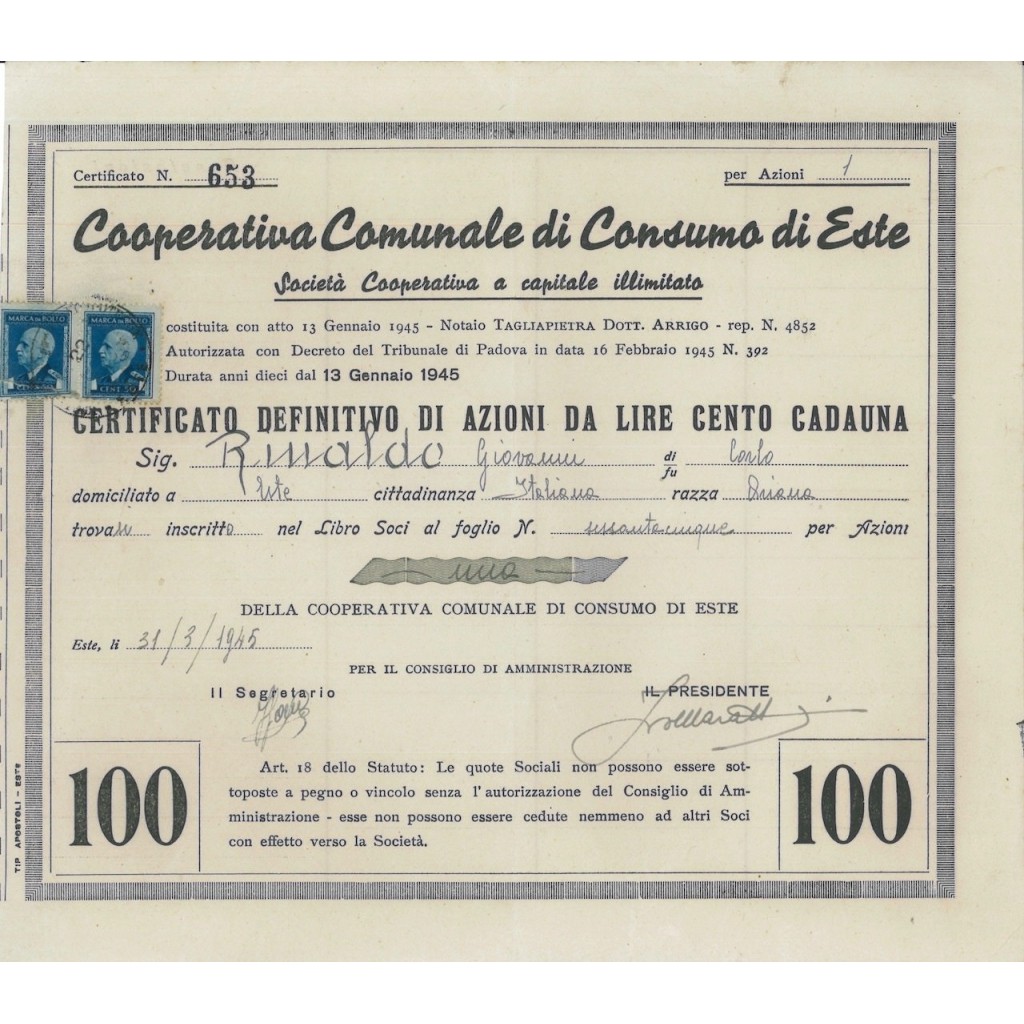 Certificato N. 653
per Azioni 1
Cooperativa Comunale di Consumo di Este
Società Cooperativa a capitale illimitato
MARCA DA BOLLO MARCA DA BOLLO
CENT. 50 CENT. 50
costituita con atto 13 Gennaio 1945 - Notaio TAGLIAPIETRA DOTT. ARRIGO - rep. N. 4852
Autorizzata con Decreto del Tribunale di Padova in data 16 Febbraio 1945 N. 392
Durata anni dieci dal 13 Gennaio 1945
CERTIFICATO DEFINITIVO DI AZIONI DA LIRE CENTO CADAUNA
Sig. Rinaldo Giovanni di fu Carlo
domiciliato a Este cittadinanza Italiana razza Ariana
trovasi inscritto nel Libro Soci al foglio N. sessantacinque per Azioni
una
DELLA COOPERATIVA COMUNALE DI CONSUMO DI ESTE
Este, li 31/3/1945
PER IL CONSIGLIO DI AMMINISTRAZIONE
Il Segretario
IL PRESIDENTE
100
Art. 18 dello Statuto: Le quote Sociali non possono essere sot-
toposte a pegno o vincolo senza l'autorizzazione del Consiglio di Am-
ministrazione - esse non possono essere cedute nemmeno ad altri Soci
con effetto verso la Società.
100
TIP APOSTOLI - ESTE